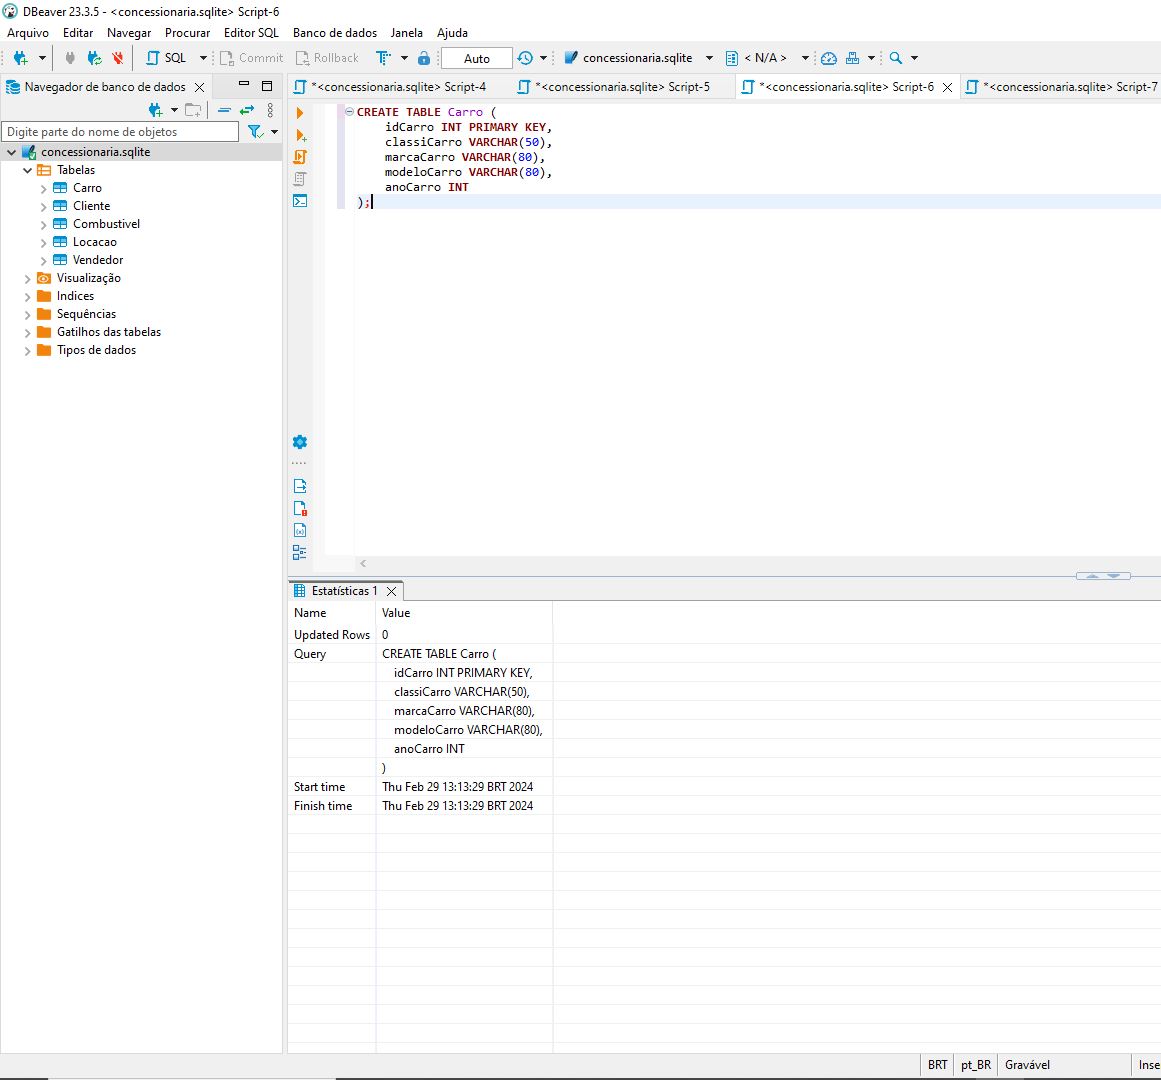 DBeaver 23.3.5 - <concessionaria.sqlite> Script-6
Arquivo Editar Navegar Procurar Editor SQL Banco de dados Janela Ajuda
SQL Commit Rollback Auto concessionaria.sqlite < N/A >
Navegador de banco de dados
*<concessionaria.sqlite> Script-4 *<concessionaria.sqlite> Script-5 *<concessionaria.sqlite> Script-6 *<concessionaria.sqlite> Script-7
Digite parte do nome de objetos
concessionaria.sqlite
Tabelas
Carro
Cliente
Combustivel
Locacao
Vendedor
Visualização
Indices
Sequências
Gatilhos das tabelas
Tipos de dados
CREATE TABLE Carro (
idCarro INT PRIMARY KEY,
classiCarro VARCHAR(50),
marcaCarro VARCHAR(80),
modeloCarro VARCHAR(80),
anoCarro INT
);
Estatísticas 1
Name Value
Updated Rows 0
Query CREATE TABLE Carro (
idCarro INT PRIMARY KEY,
classiCarro VARCHAR(50),
marcaCarro VARCHAR(80),
modeloCarro VARCHAR(80),
anoCarro INT
)
Start time Thu Feb 29 13:13:29 BRT 2024
Finish time Thu Feb 29 13:13:29 BRT 2024
BRT pt_BR Gravável Inse